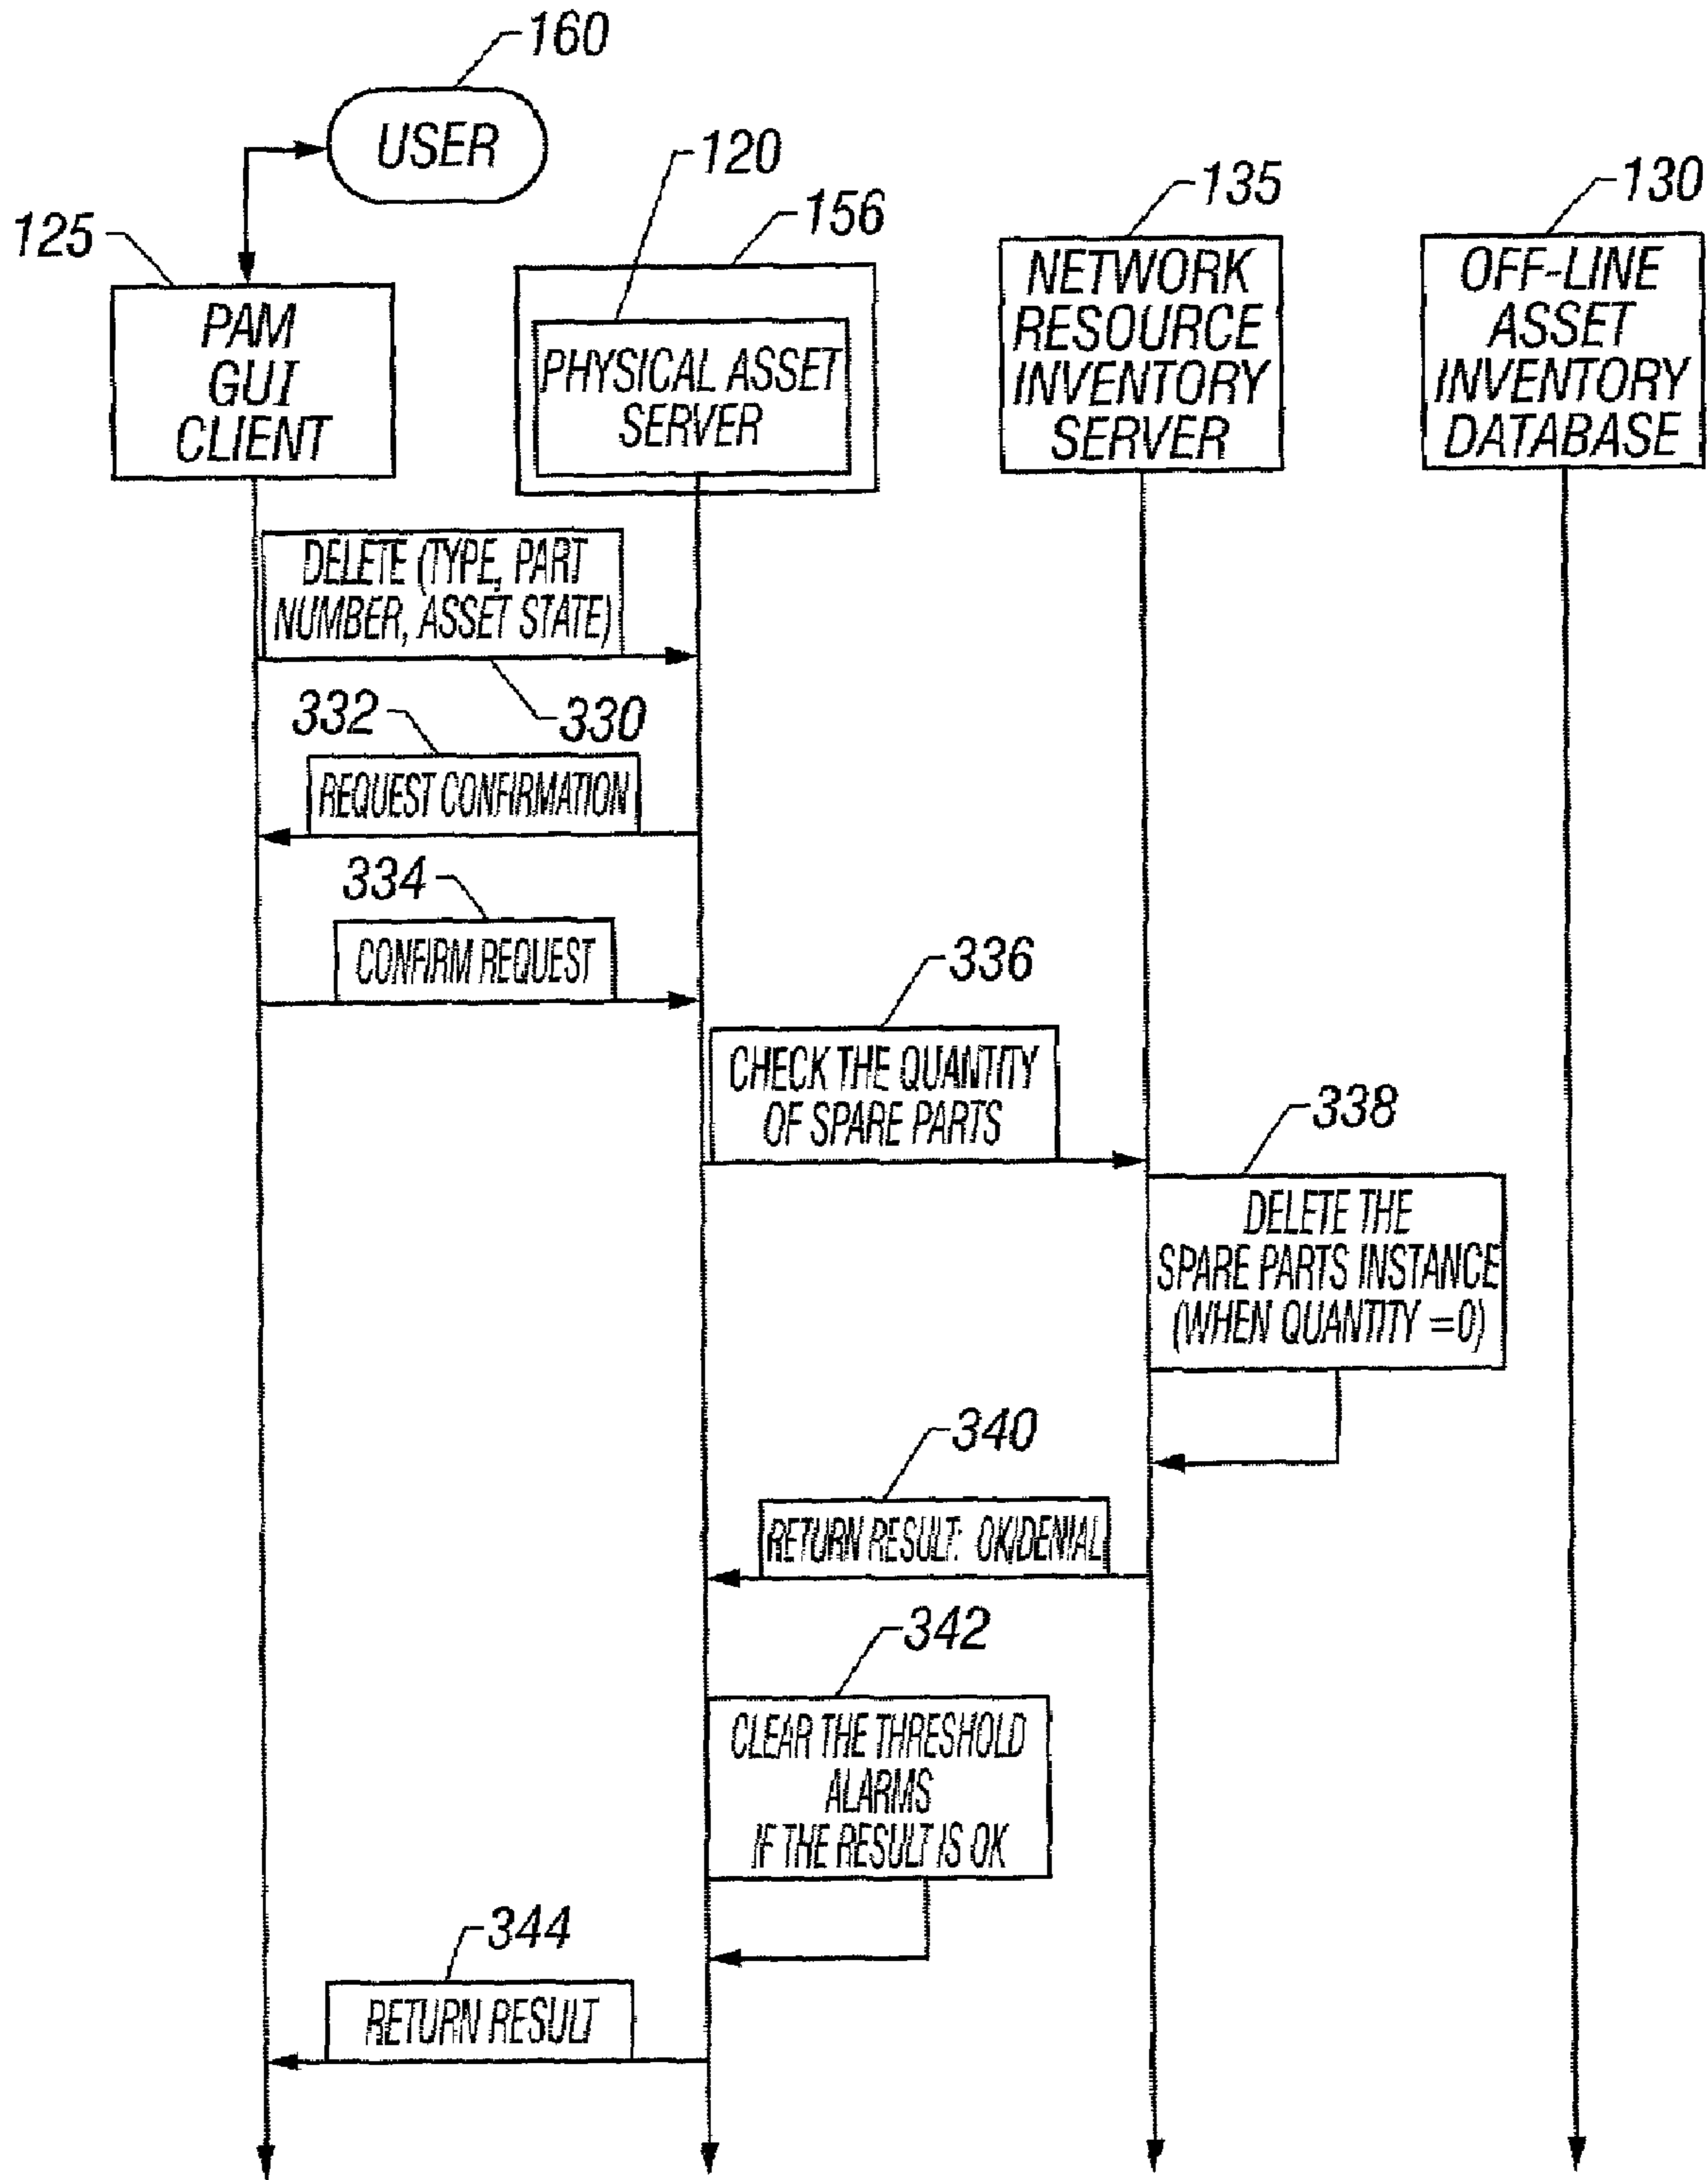 160
USER
120
156
135
130
125
PAM
GUI
CLIENT
PHYSICAL ASSET
SERVER
NETWORK
RESOURCE
INVENTORY
SERVER
OFF-LINE
ASSET
INVENTORY
DATABASE
DELETE (TYPE, PART
NUMBER, ASSET STATE)
330
332
REQUEST CONFIRMATION
334
CONFIRM REQUEST
336
CHECK THE QUANTITY
OF SPARE PARTS
338
DELETE THE
SPARE PARTS INSTANCE
(WHEN QUANTITY =0)
340
RETURN RESULT: OK/DENIAL
342
CLEAR THE THRESHOLD
ALARMS
IF THE RESULT IS OK
344
RETURN RESULT